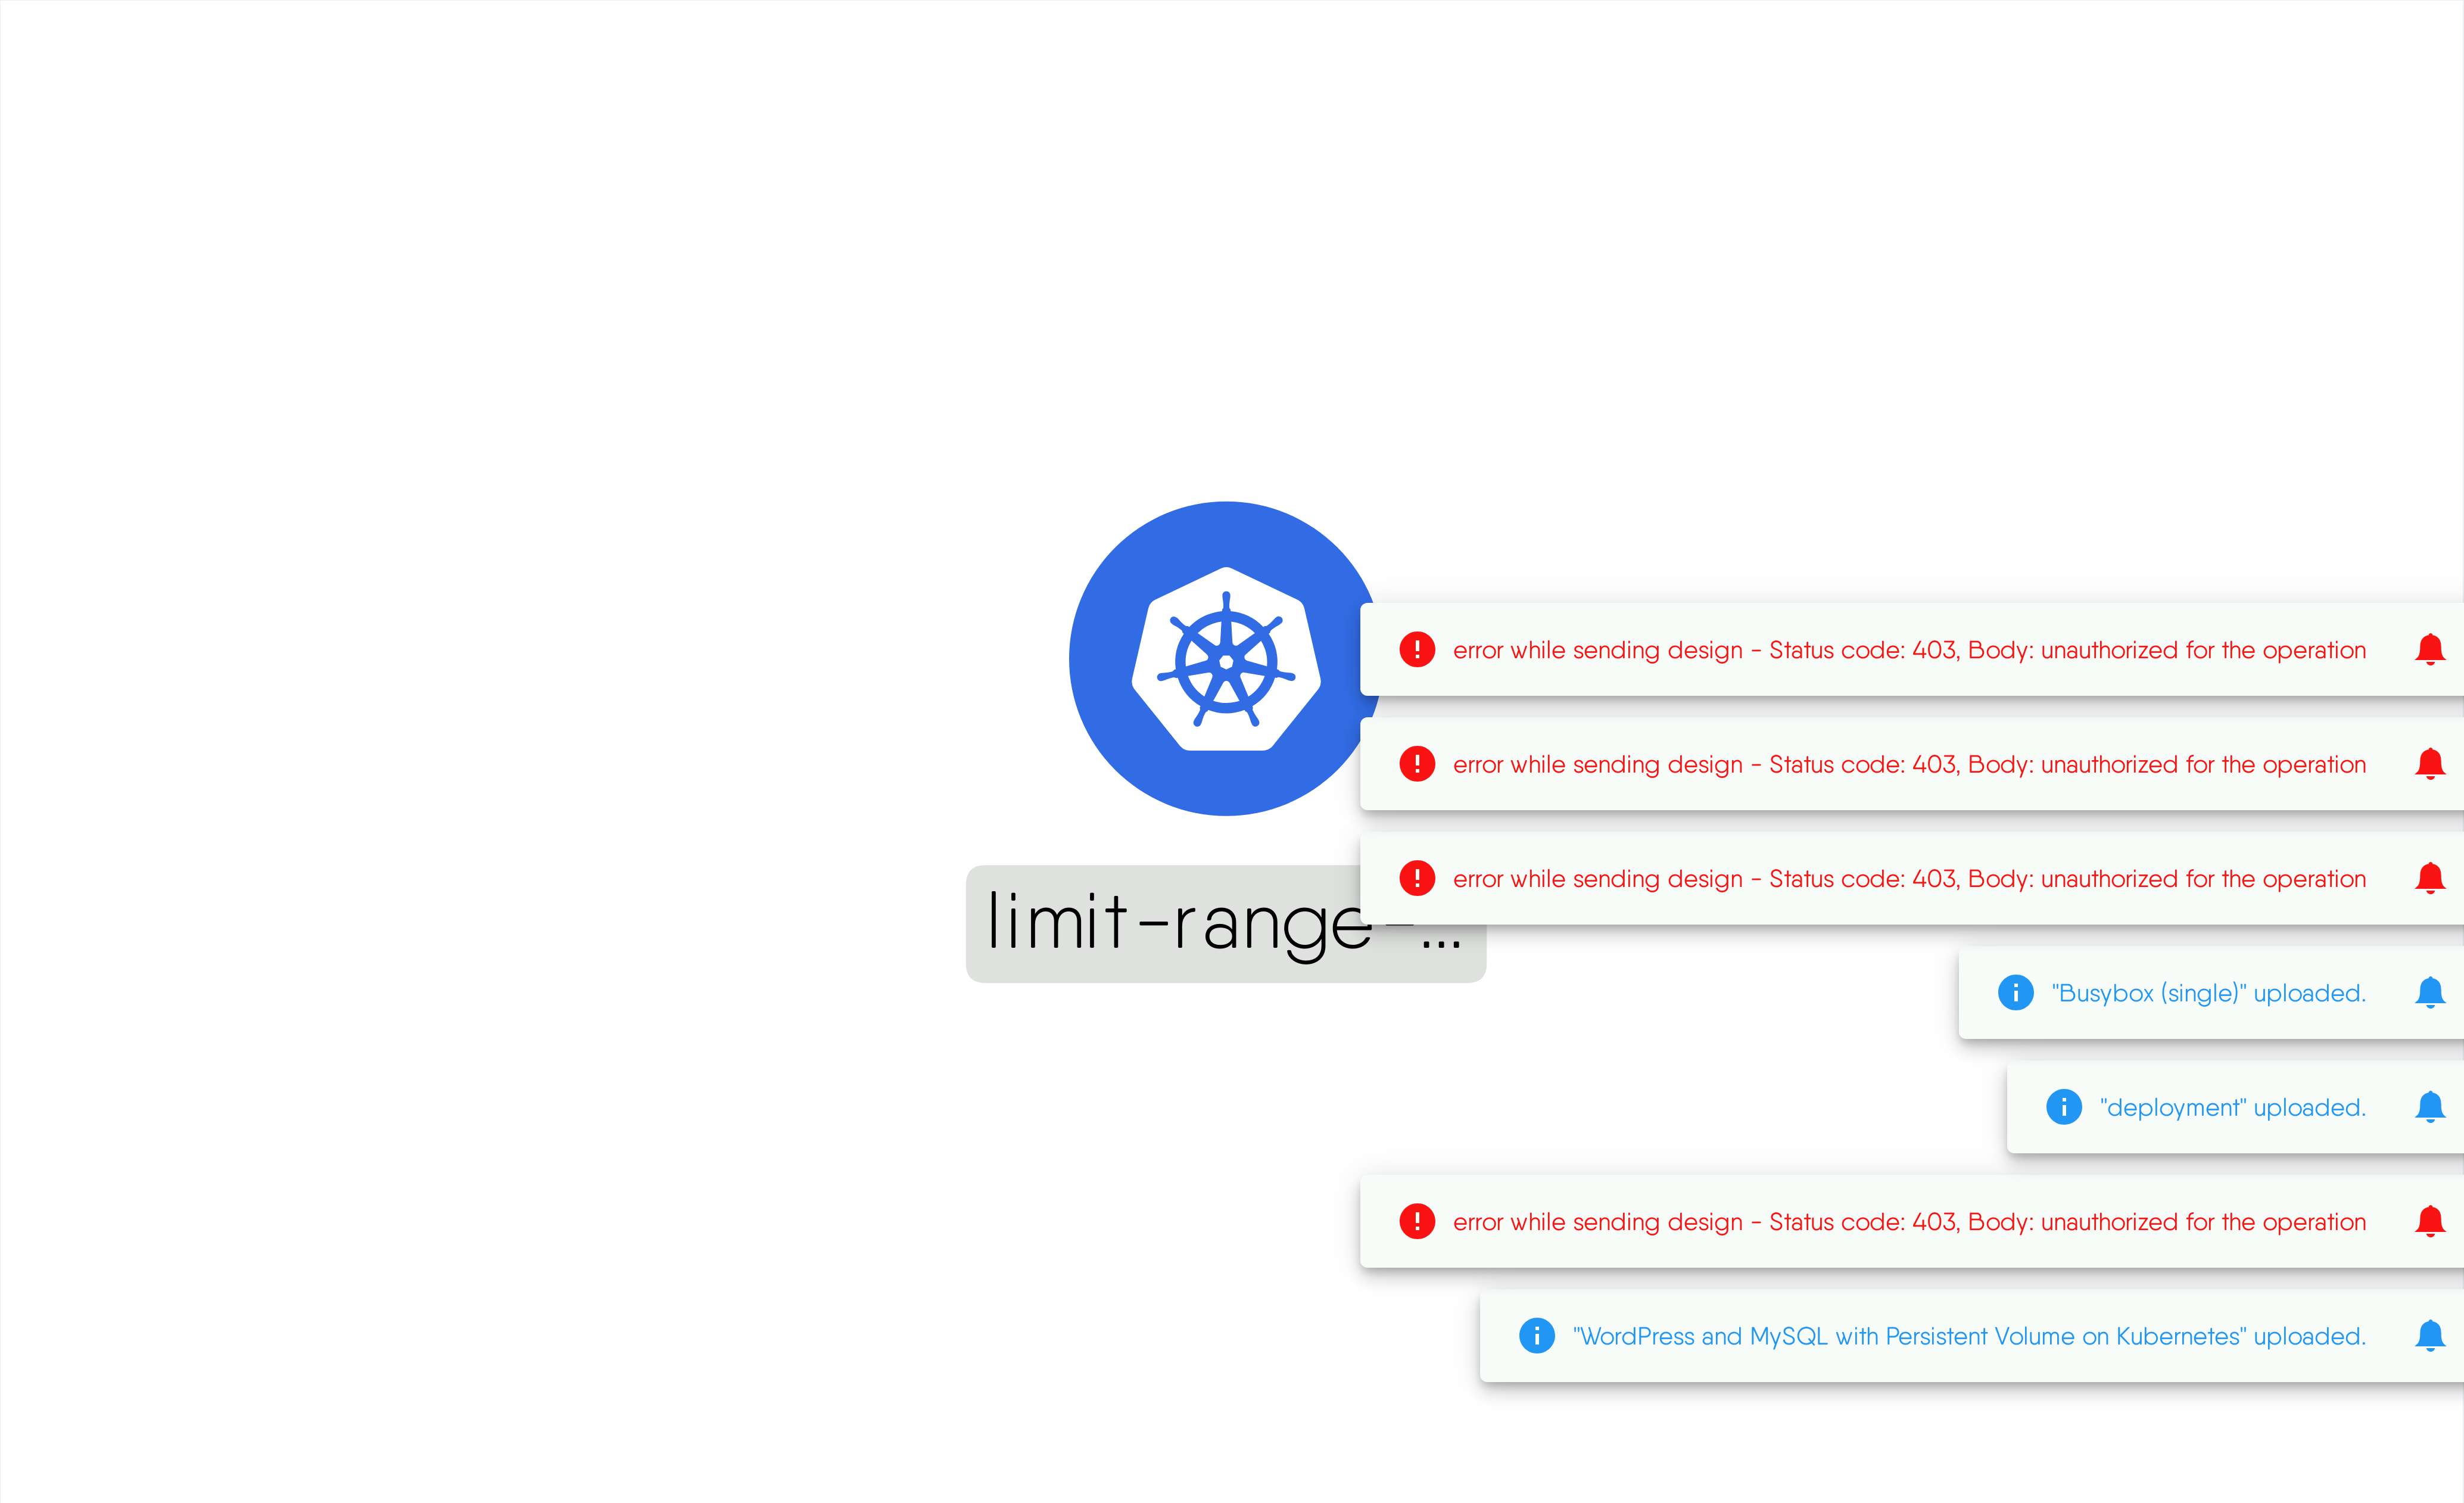 error while sending design - Status code: 403, Body: unauthorized for the operation
error while sending design - Status code: 403, Body: unauthorized for the operation
error while sending design - Status code: 403, Body: unauthorized for the operation
limit-range-...
"Busybox (single)" uploaded.
"deployment" uploaded.
error while sending design - Status code: 403, Body: unauthorized for the operation
"WordPress and MySQL with Persistent Volume on Kubernetes" uploaded.